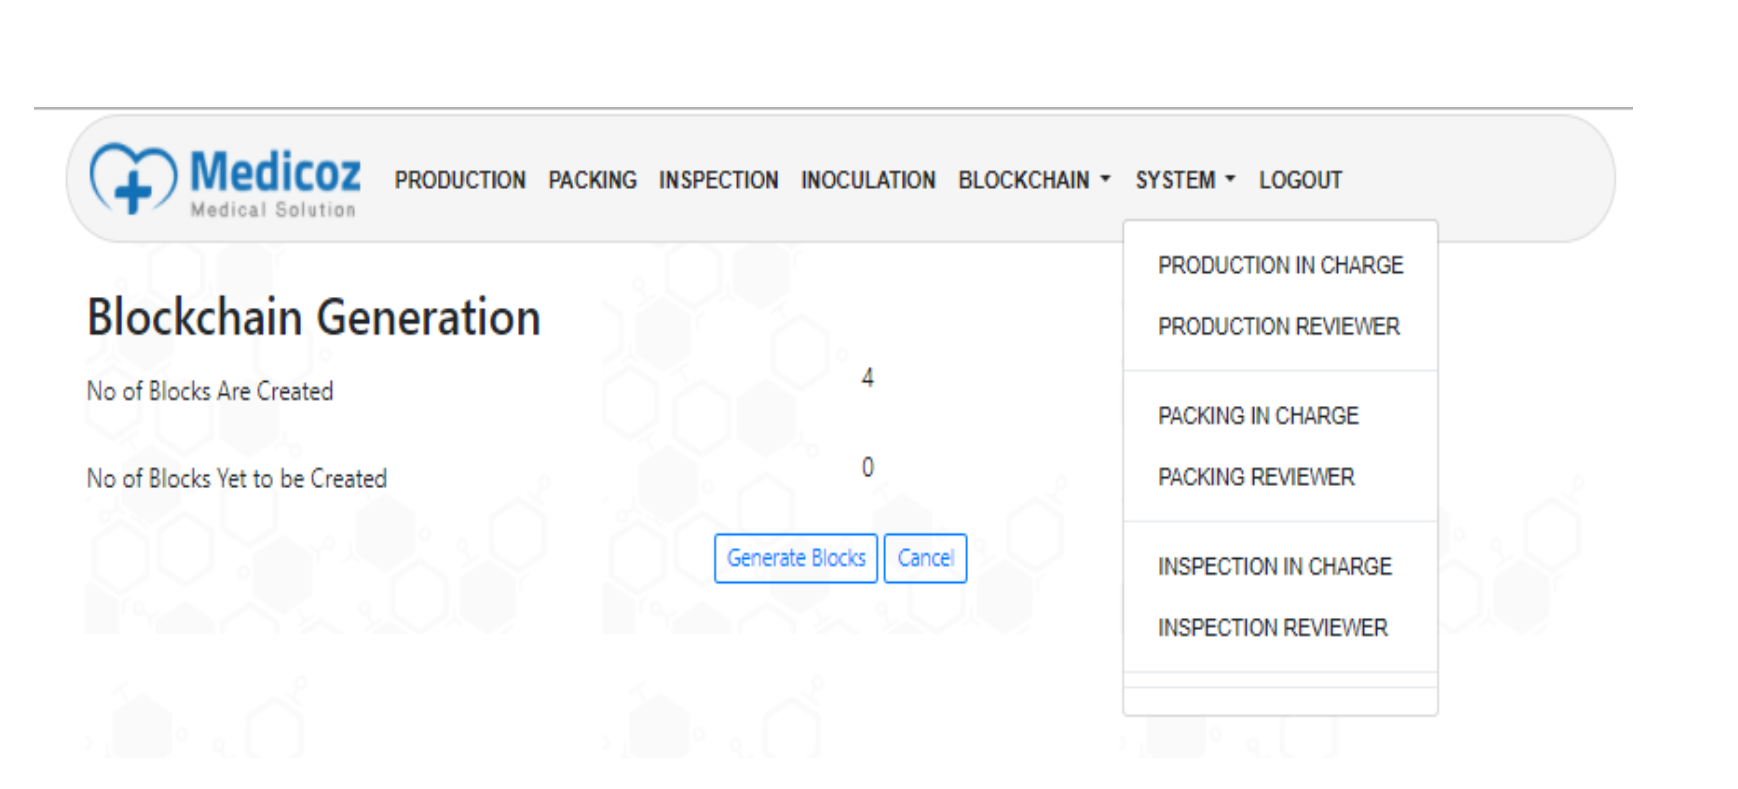 Medicoz
Medical Solution
PRODUCTION PACKING INSPECTION INOCULATION BLOCKCHAIN SYSTEM LOGOUT
PRODUCTION IN CHARGE
PRODUCTION REVIEWER
PACKING IN CHARGE
PACKING REVIEWER
INSPECTION IN CHARGE
INSPECTION REVIEWER
Blockchain Generation
No of Blocks Are Created 4
No of Blocks Yet to be Created 0
Generate Blocks Cancel